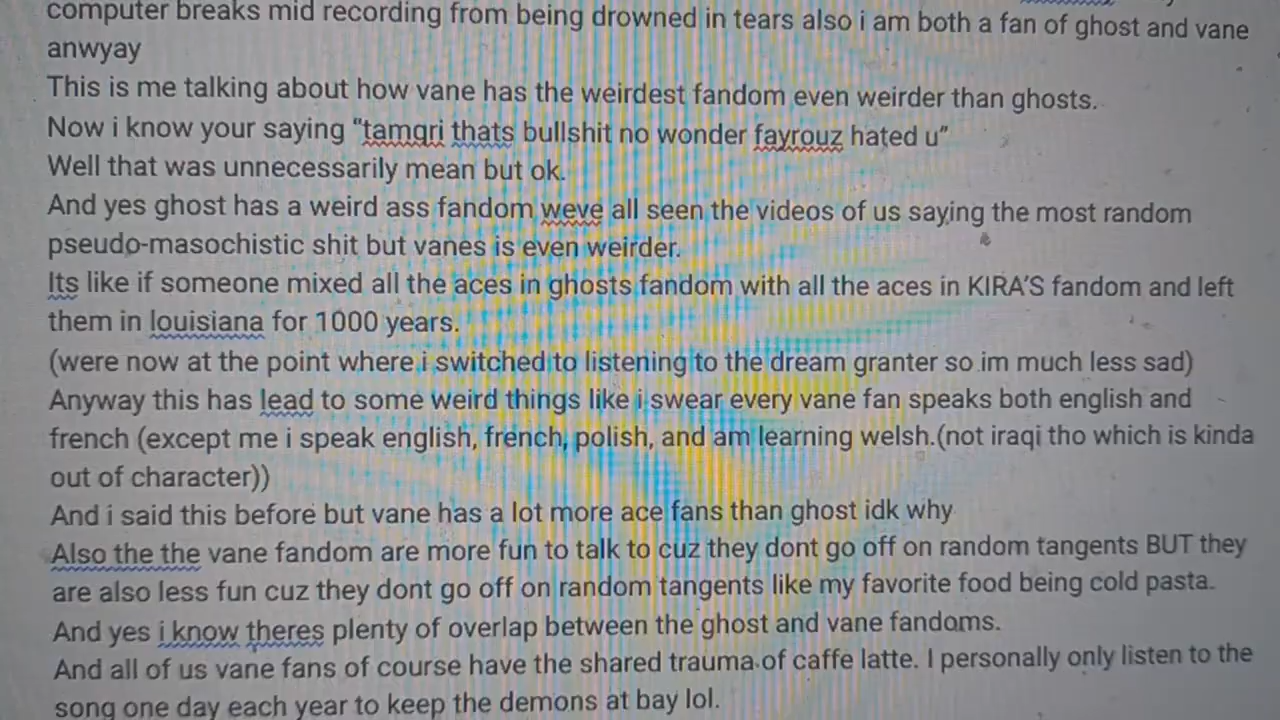 computer breaks mid recording from being drowned in tears also i am both a fan of ghost and vane
anwyay
This is me talking about how vane has the weirdest fandom even weirder than ghosts.
Now i know your saying “tamqri thats bullshit no wonder fayrouz hated u”
Well that was unnecessarily mean but ok.
And yes ghost has a weird ass fandom weve all seen the videos of us saying the most random
pseudo-masochistic shit but vanes is even weirder.
Its like if someone mixed all the aces in ghosts fandom with all the aces in KIRA’S fandom and left
them in louisiana for 1000 years.
(were now at the point where i switched to listening to the dream granter so im much less sad)
Anyway this has lead to some weird things like i swear every vane fan speaks both english and
french (except me i speak english, french, polish, and am learning welsh.(not iraqi tho which is kinda
out of character))
And i said this before but vane has a lot more ace fans than ghost idk why
Also the the vane fandom are more fun to talk to cuz they dont go off on random tangents BUT they
are also less fun cuz they dont go off on random tangents like my favorite food being cold pasta.
And yes i know theres plenty of overlap between the ghost and vane fandoms.
And all of us vane fans of course have the shared trauma of caffe latte. I personally only listen to the
song one day each year to keep the demons at bay lol.